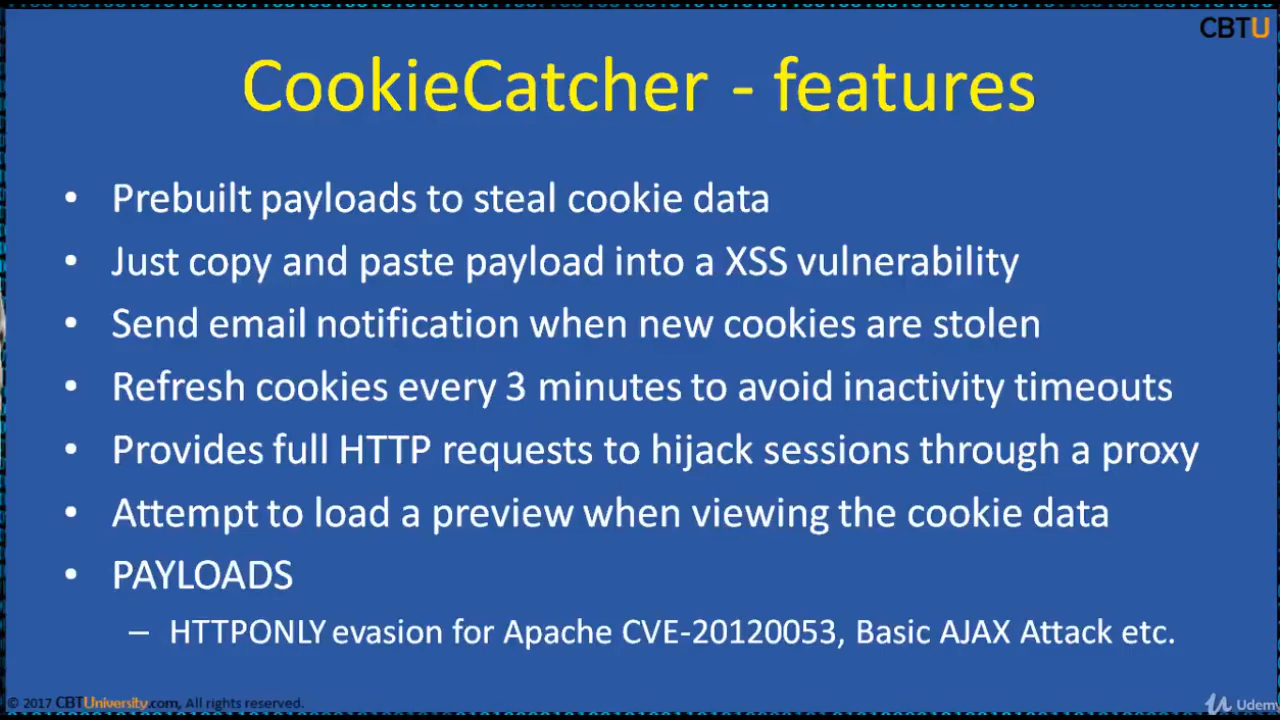 CBTU
CookieCatcher - features
• Prebuilt payloads to steal cookie data
• Just copy and paste payload into a XSS vulnerability
• Send email notification when new cookies are stolen
• Refresh cookies every 3 minutes to avoid inactivity timeouts
• Provides full HTTP requests to hijack sessions through a proxy
• Attempt to load a preview when viewing the cookie data
• PAYLOADS
– HTTPONLY evasion for Apache CVE-20120053, Basic AJAX Attack etc.
© 2017 CBTUniversity.com, All rights reserved.
Udemy